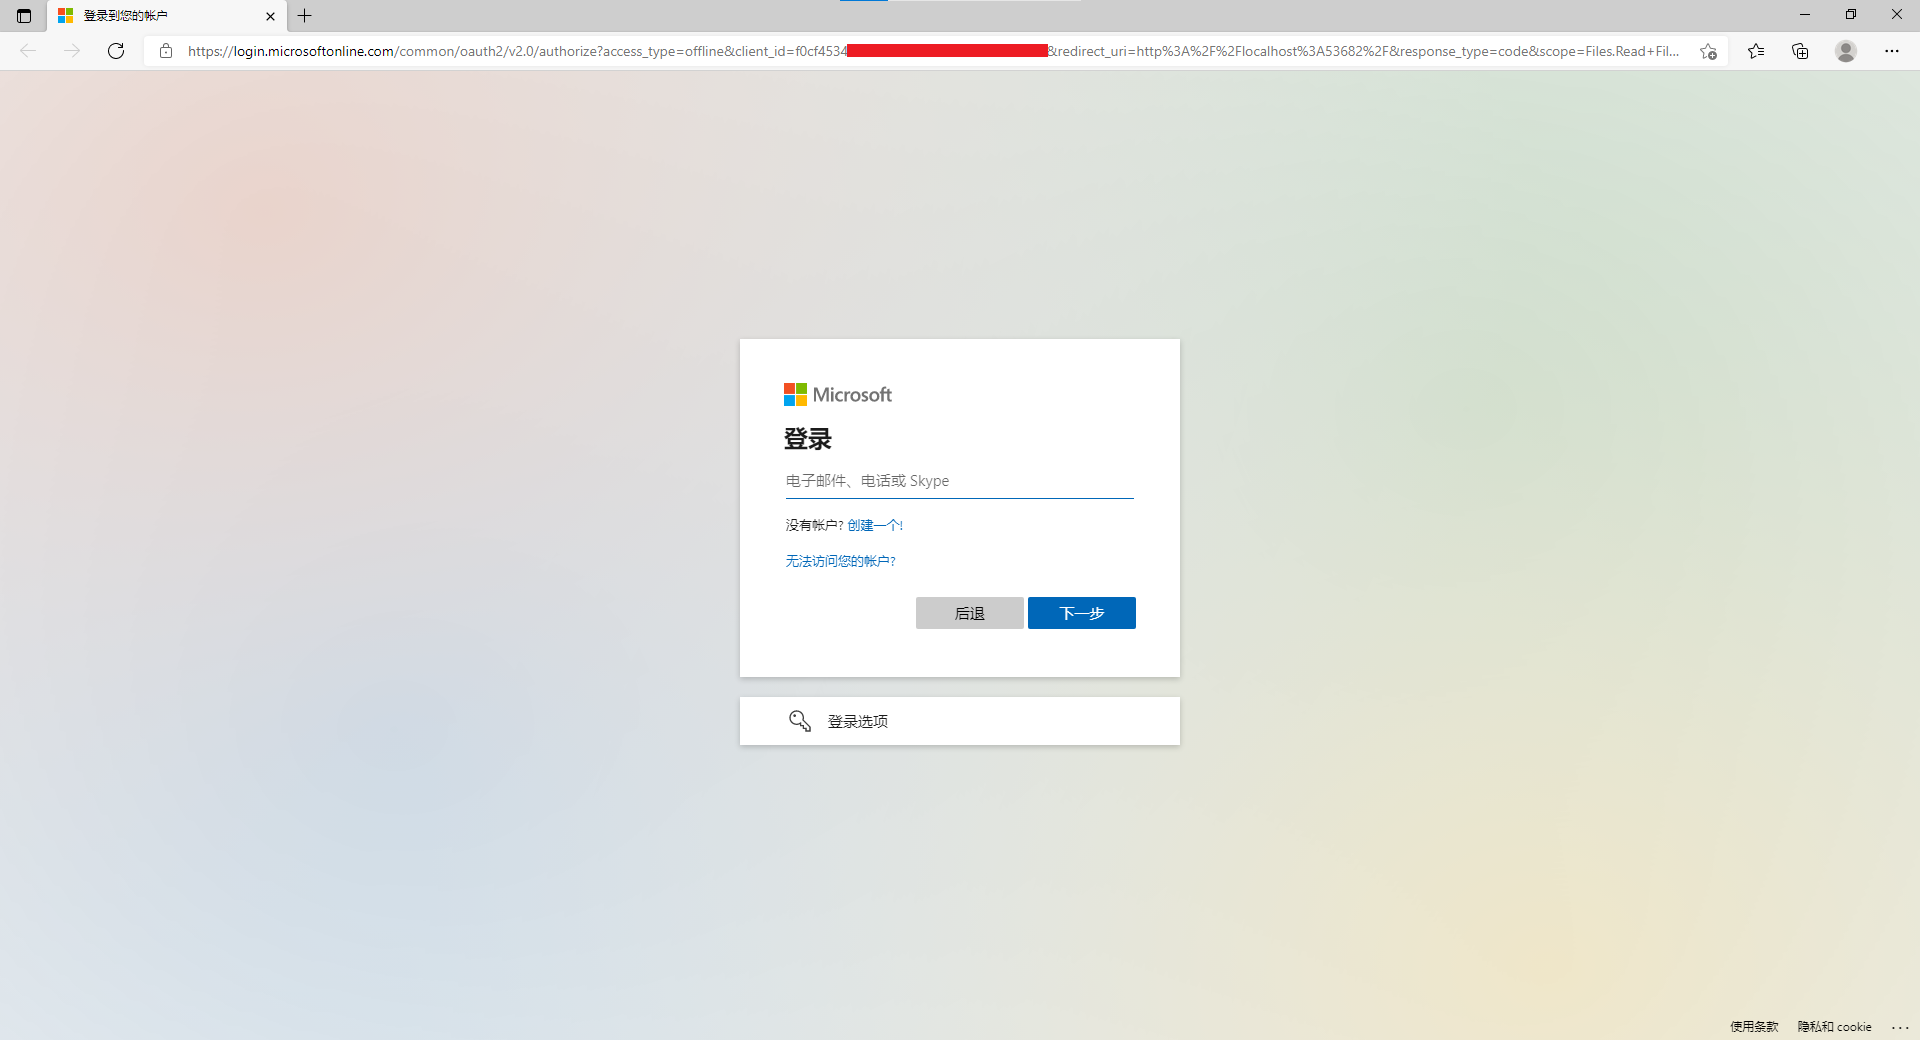 登录到您的帐户
https://login.microsoftonline.com/common/oauth2/v2.0/authorize?access_type=offline&client_id=f0cf4534 &redirect_uri=http%3A%2F%2Flocalhost%3A53682%2F&response_type=code&scope=Files.Read+Fil...
Microsoft
登录
电子邮件、电话或 Skype
没有帐户? 创建一个!
无法访问您的帐户?
后退 下一步
登录选项
使用条款 隐私和 cookie ...